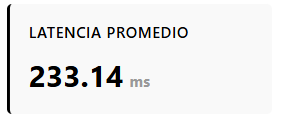 LATENCIA PROMEDIO
233.14 ms